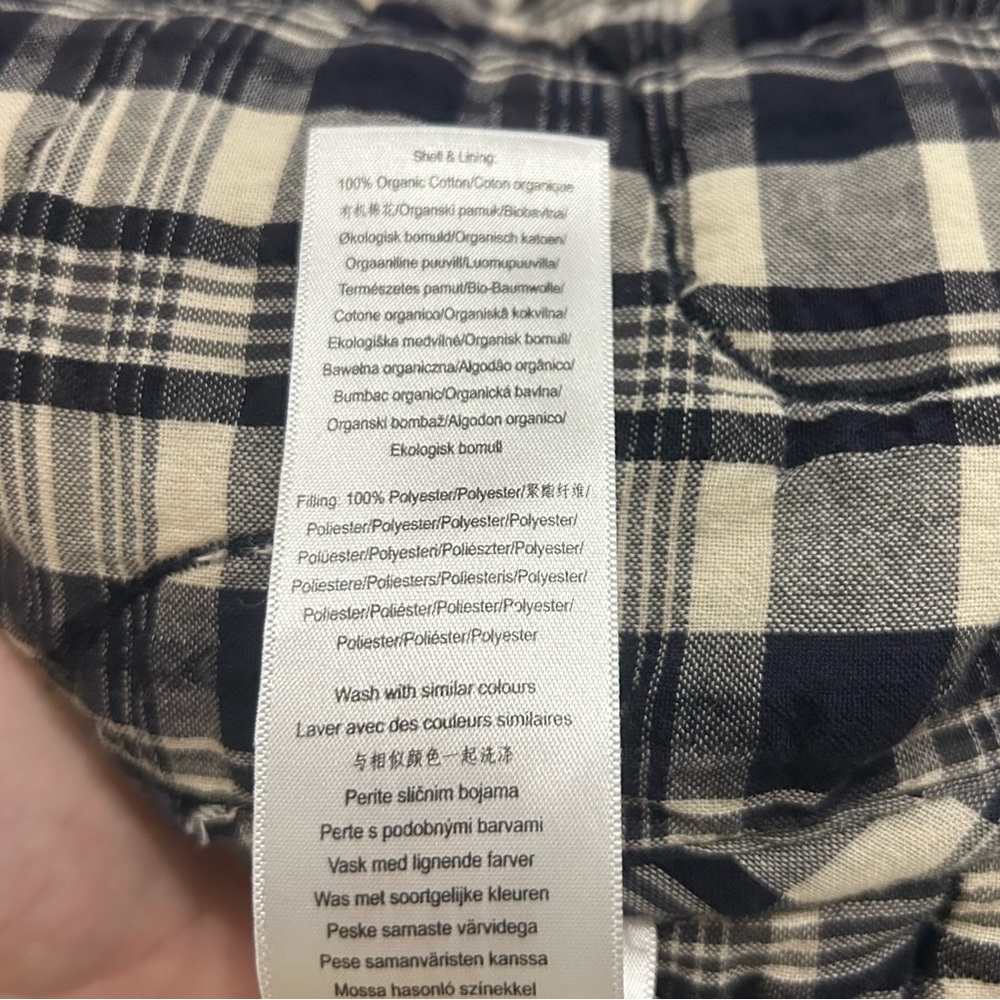 Shell & Lining:
100% Organic Cotton/Coton organique
有机棉花/Organski pamuk/Biobavlna/
Økologisk bomuld/Organisch katoen/
Orgaaniline puuvill/Luomupuuvilla/
Természetes pamut/Bio-Baumwolle/
Cotone organico/Organiskā kokvilna/
Ekologiška medvilnė/Organisk bomull/
Bawełna organiczna/Algodão orgânico/
Bumbac organic/Organická bavlna/
Organski bombaž/Algodon organico/
Ekologisk bomull
Filling: 100% Polyester/Polyester/聚酯纤维/
Poliester/Polyester/Polyester/Polyester/
Polüester/Polyesteri/Poliészter/Polyester/
Poliestere/Poliesters/Poliesteris/Polyester/
Poliester/Poliéster/Poliester/Polyester/
Poliester/Poliéster/Polyester
Wash with similar colours
Laver avec des couleurs similaires
与相似颜色一起洗涤
Perite sličnim bojama
Perte s podobnými barvami
Vask med lignende farver
Was met soortgelijke kleuren
Peske sarnaste värvidega
Pese samanväristen kanssa
Mossa hasonló színekkel